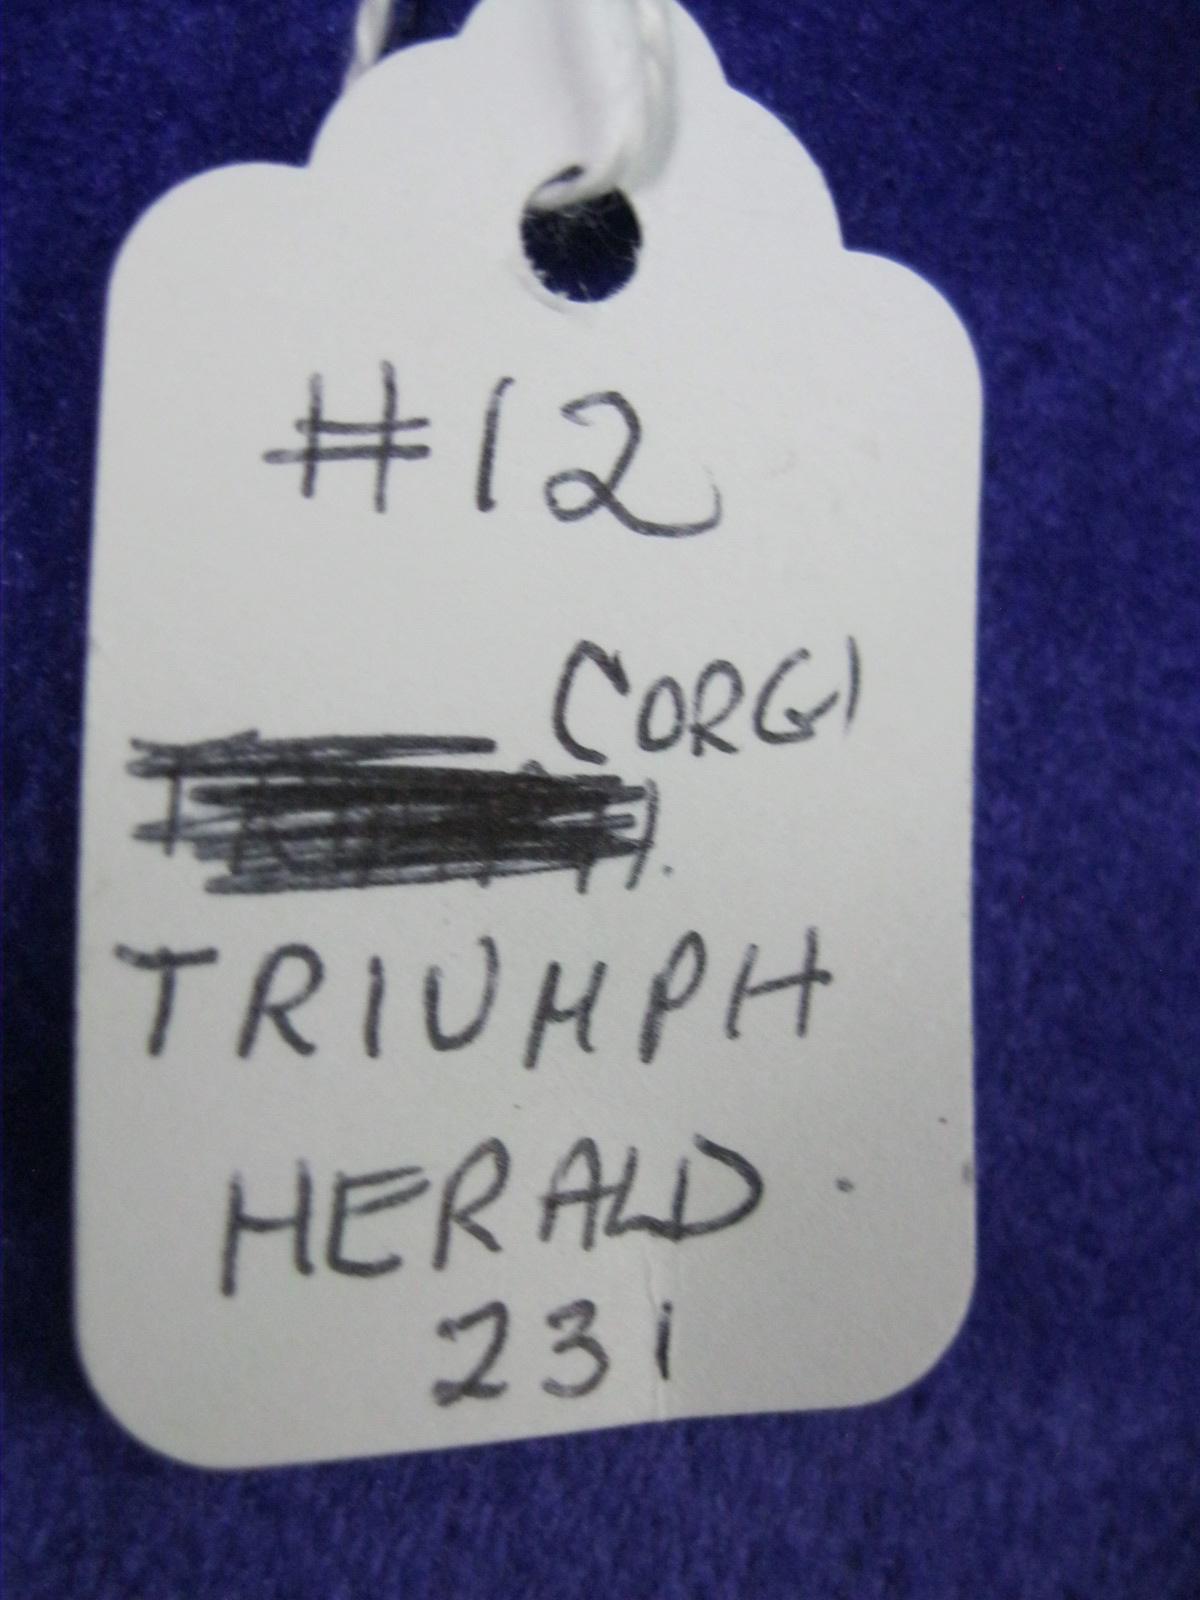 #12
CORGI
TRIUMPH
HERALD.
231